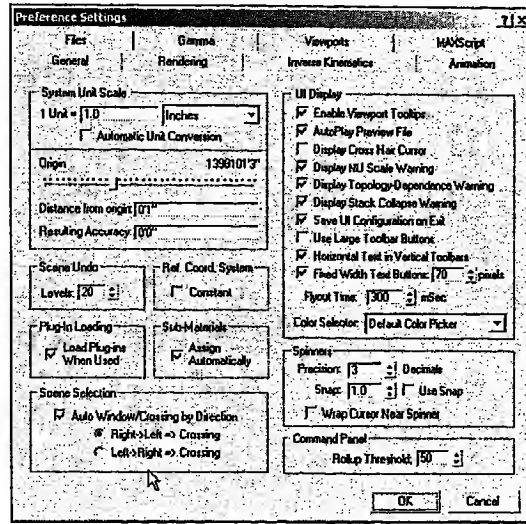 Preference Settings
Files Gamma Viewports MAXScript
General Rendering Inverse Kinematics Animation
System Unit Scale
1 Unit = 1.0 Inches
Automatic Unit Conversion
Origin
Distance from origin: 0'1"
Resulting Accuracy: 0'0"
Scene Undo
Levels: 20
Ref. Coord. System
Constant
Plug-In Loading
Load Plug-ins
When Used
Sub-Materials
Assign
Automatically
Scene Selection
Auto Window/Crossing by Direction
Right->Left => Crossing
Left->Right => Crossing
UI Display
Enable Viewport Tooltips
AutoPlay Preview File
Display Cross Hair Cursor
Display NU Scale Warning
Display Topology-Dependence Warning
Display Stack Collapse Warning
Save UI Configuration on Exit
Use Large Toolbar Buttons
Horizontal Text in Vertical Toolbars
Fixed Width Text Buttons: 70 pixels
Flyout Time: 300 mSec
Color Selector: Default Color Picker
Spinners
Precision: 3 Decimals
Snap: 1.0 Use Snap
Wrap Cursor Near Spinner
Command Panel
Rollup Threshold: 50
OK Cancel